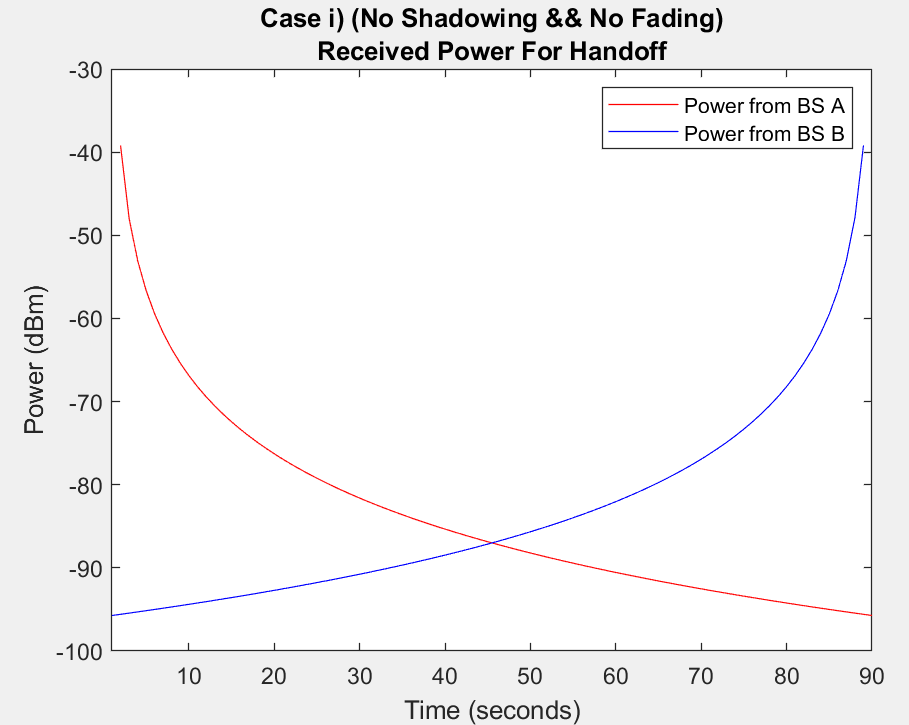 Case i) (No Shadowing && No Fading)
Received Power For Handoff
-30
-40
-50
-60
-70
-80
-90
-100
Power (dBm)
Power from BS A
Power from BS B
10 20 30 40 50 60 70 80 90
Time (seconds)